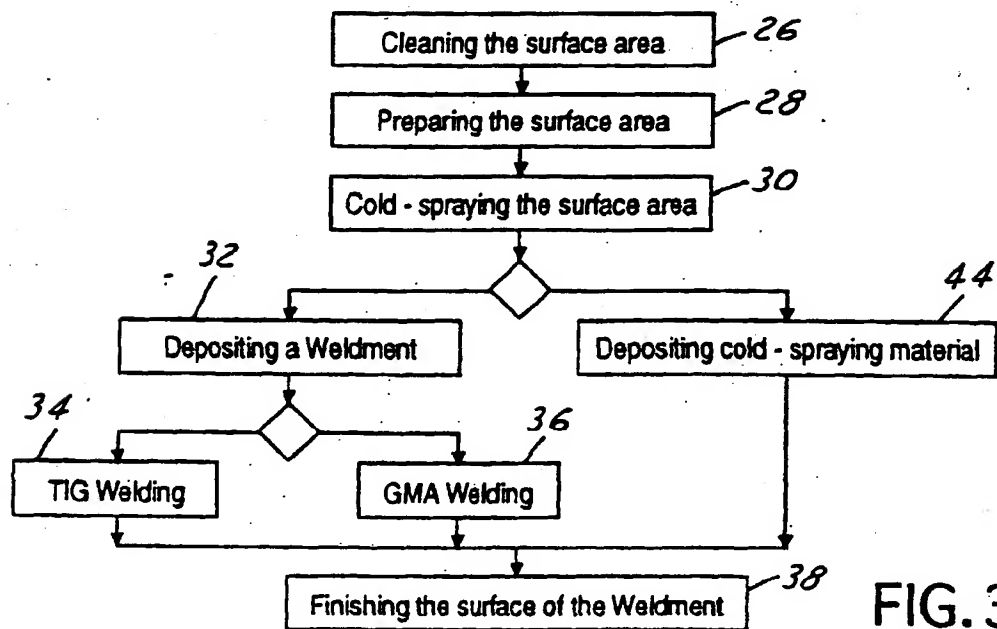 Cleaning the surface area
26
Preparing the surface area
28
Cold - spraying the surface area
30
32
44
Depositing a Weldment
Depositing cold - spraying material
34
36
TIG Welding
GMA Welding
Finishing the surface of the Weldment
38
FIG. 3